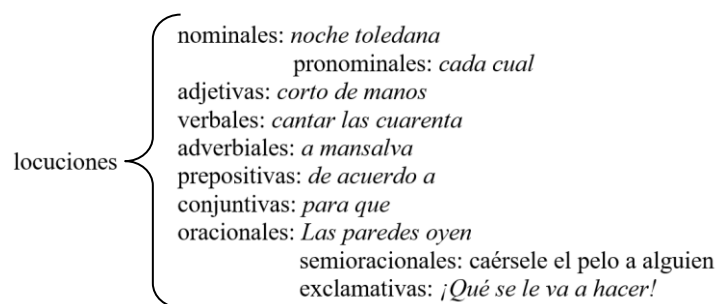 nominales: noche toledana
pronominales: cada cual
adjetivas: corto de manos
verbales: cantar las cuarenta
adverbiales: a mansalva
locuciones
prepositivas: de acuerdo a
conjuntivas: para que
oracionales: Las paredes oyen
semioracionales: caérsele el pelo a alguien
exclamativas: ¡Qué se le va a hacer!